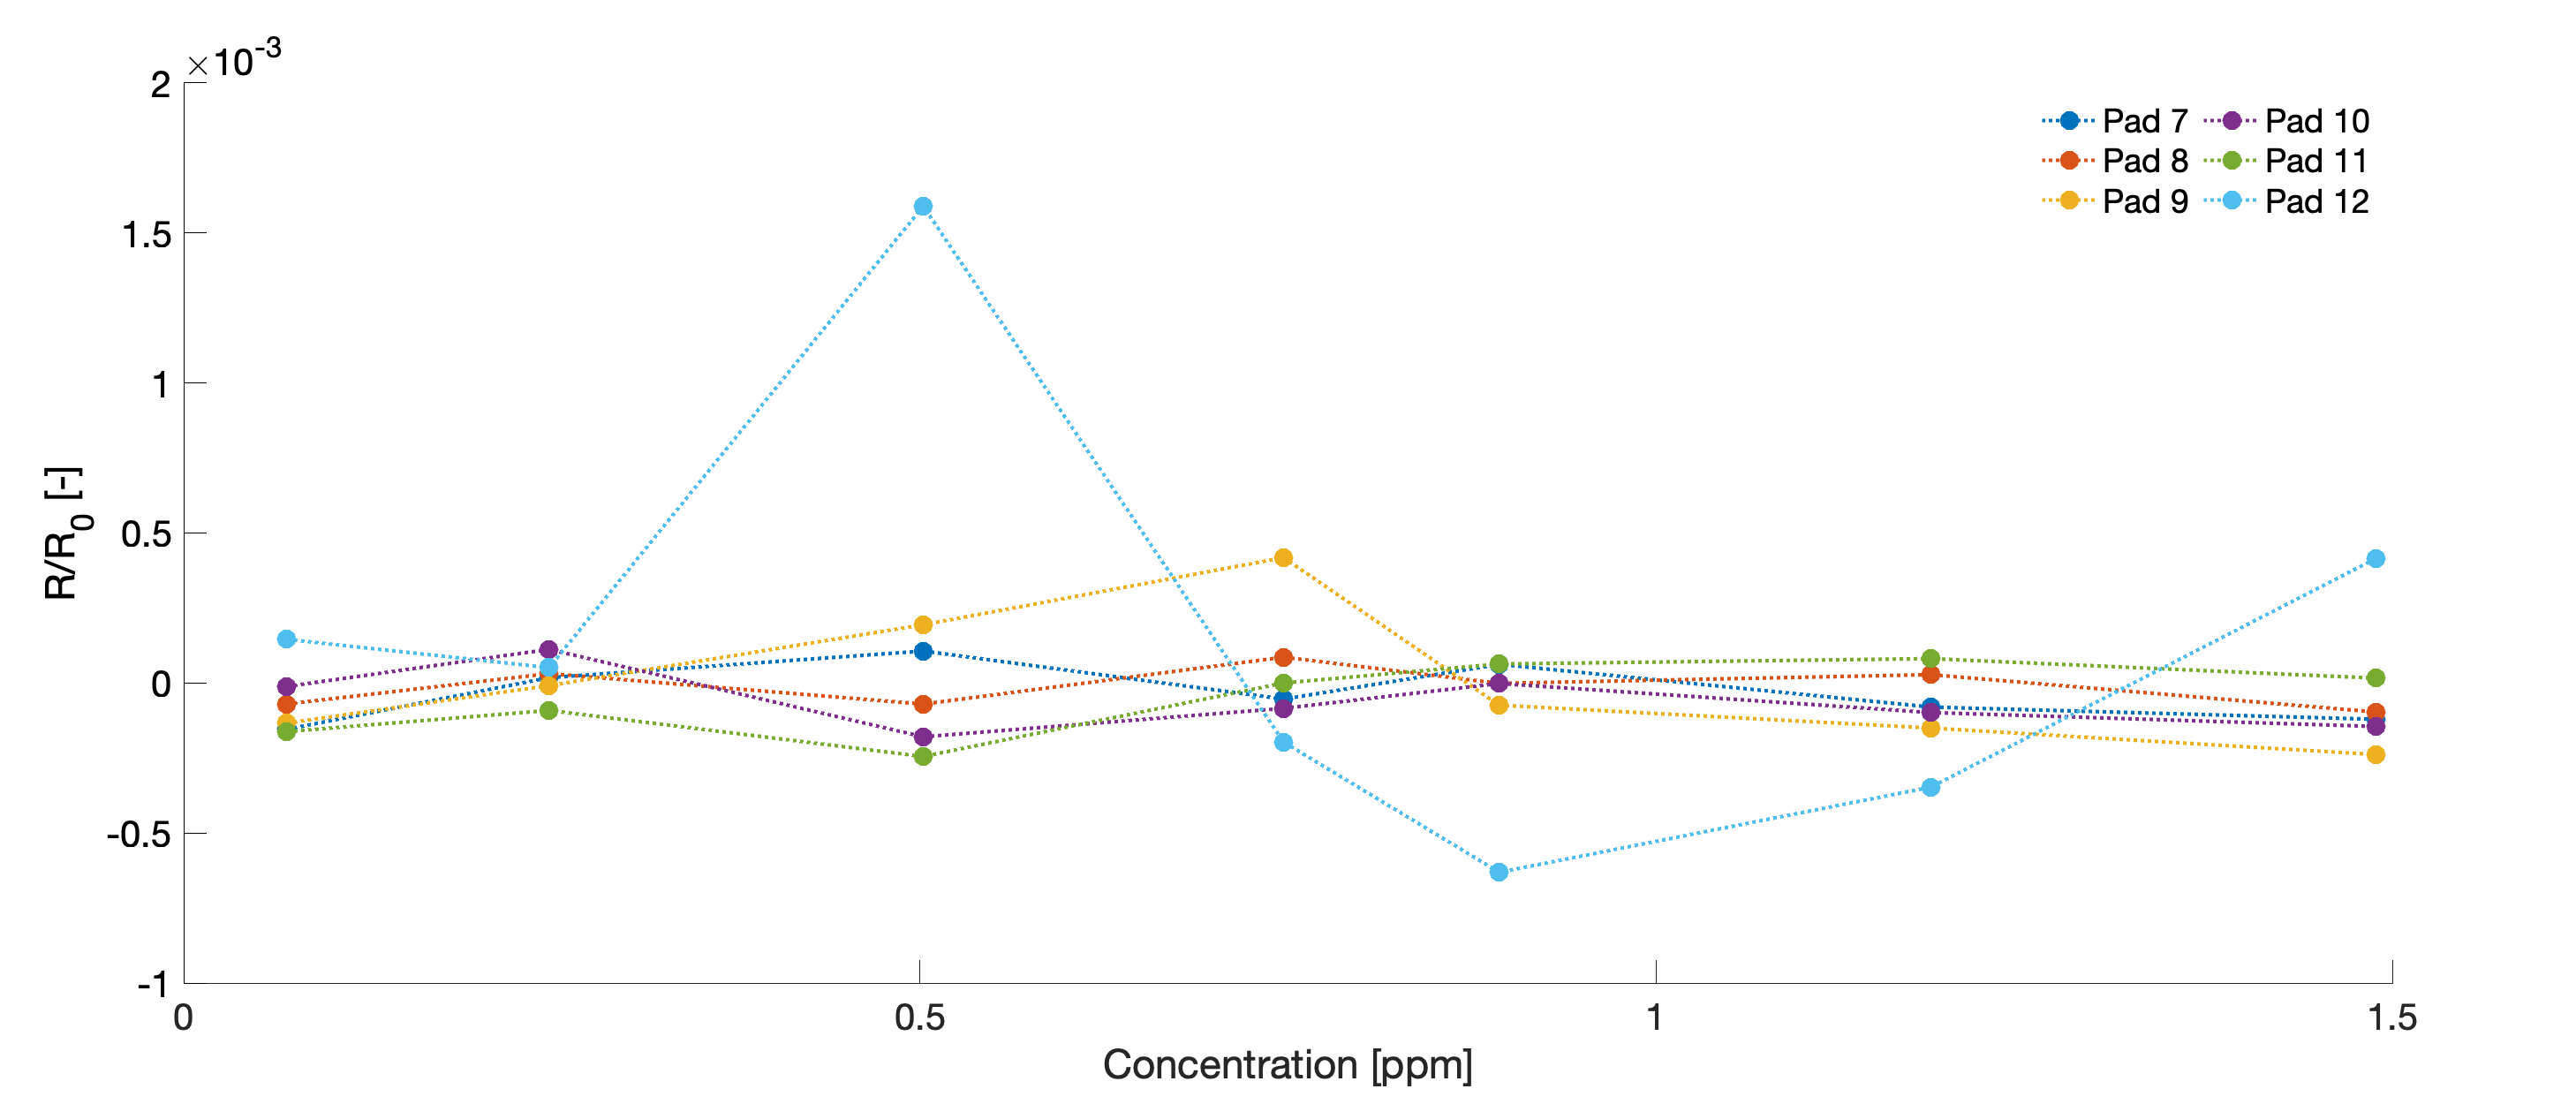 ×10⁻³
2
1.5
1
0.5
0
-0.5
-1
R/R₀ [-]
0 0.5 1 1.5
Concentration [ppm]
Pad 7 Pad 10
Pad 8 Pad 11
Pad 9 Pad 12